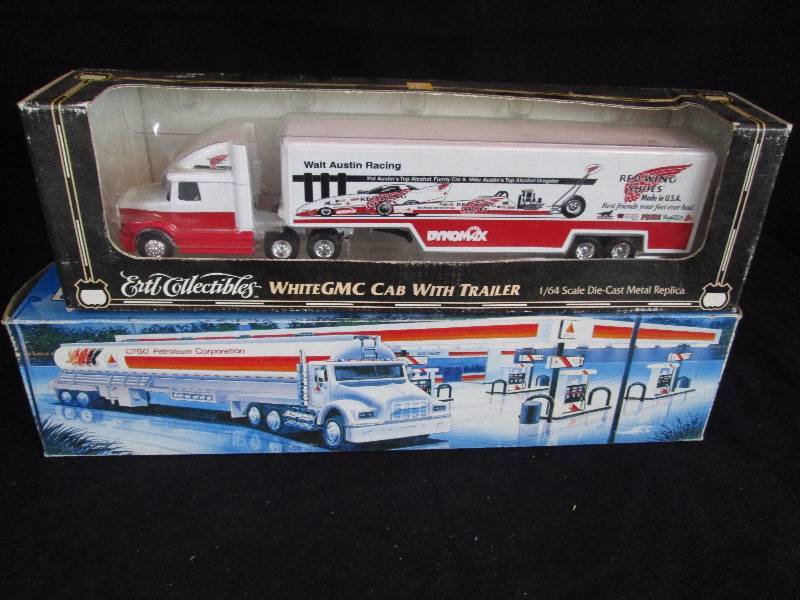 Walt Austin Racing
Pat Austin's Top Alcohol Funny Car & Mike Austin's Top Alcohol Dragster
RED WING
SHOES
Made in U.S.A.
Best friends your feet ever had.
DYNOMAX
Ertl Collectibles
WHITEGMC CAB WITH TRAILER
1/64 Scale Die-Cast Metal Replica
CITGO Petroleum Corporation